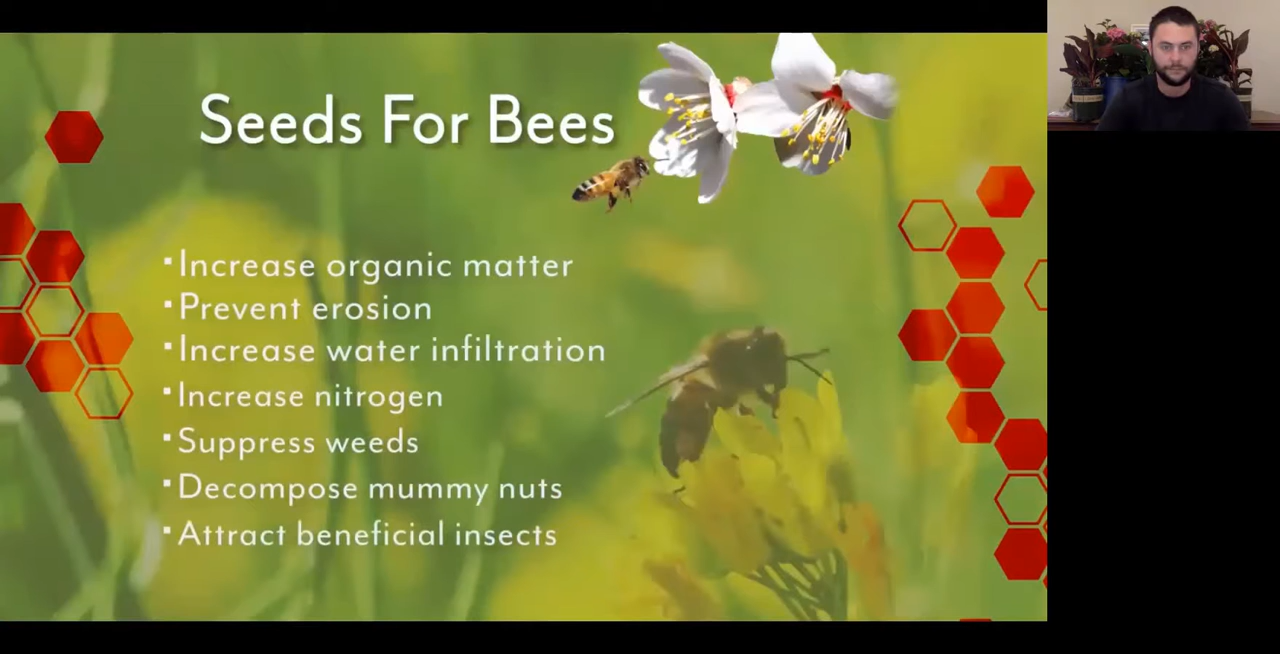 Seeds For Bees
▪Increase organic matter
▪Prevent erosion
▪Increase water infiltration
▪Increase nitrogen
▪Suppress weeds
▪Decompose mummy nuts
▪Attract beneficial insects